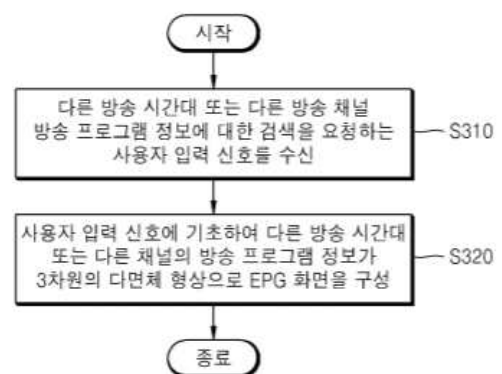 시작
다른 방송 시간대 또는 다른 방송 채널
방송 프로그램 정보에 대한 검색을 요청하는
사용자 입력 신호를 수신
S310
사용자 입력 신호에 기초하여 다른 방송 시간대
또는 다른 채널의 방송 프로그램 정보가
3차원의 다면체 형상으로 EPG 화면을 구성
S320
종료